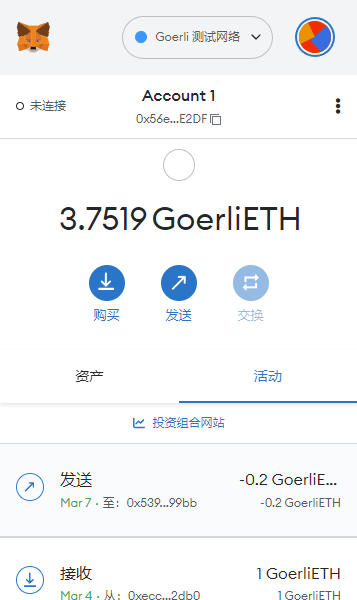 Goerli 测试网络
未连接
Account 1
0x56e...E2DF
3.7519 GoerliETH
购买 发送 交换
资产 活动
投资组合网站
发送 -0.2 GoerliE...
Mar 7 · 至: 0x539...99bb -0.2 GoerliETH
接收 1 GoerliETH
Mar 4 · 从: 0xecc...2db0 1 GoerliETH